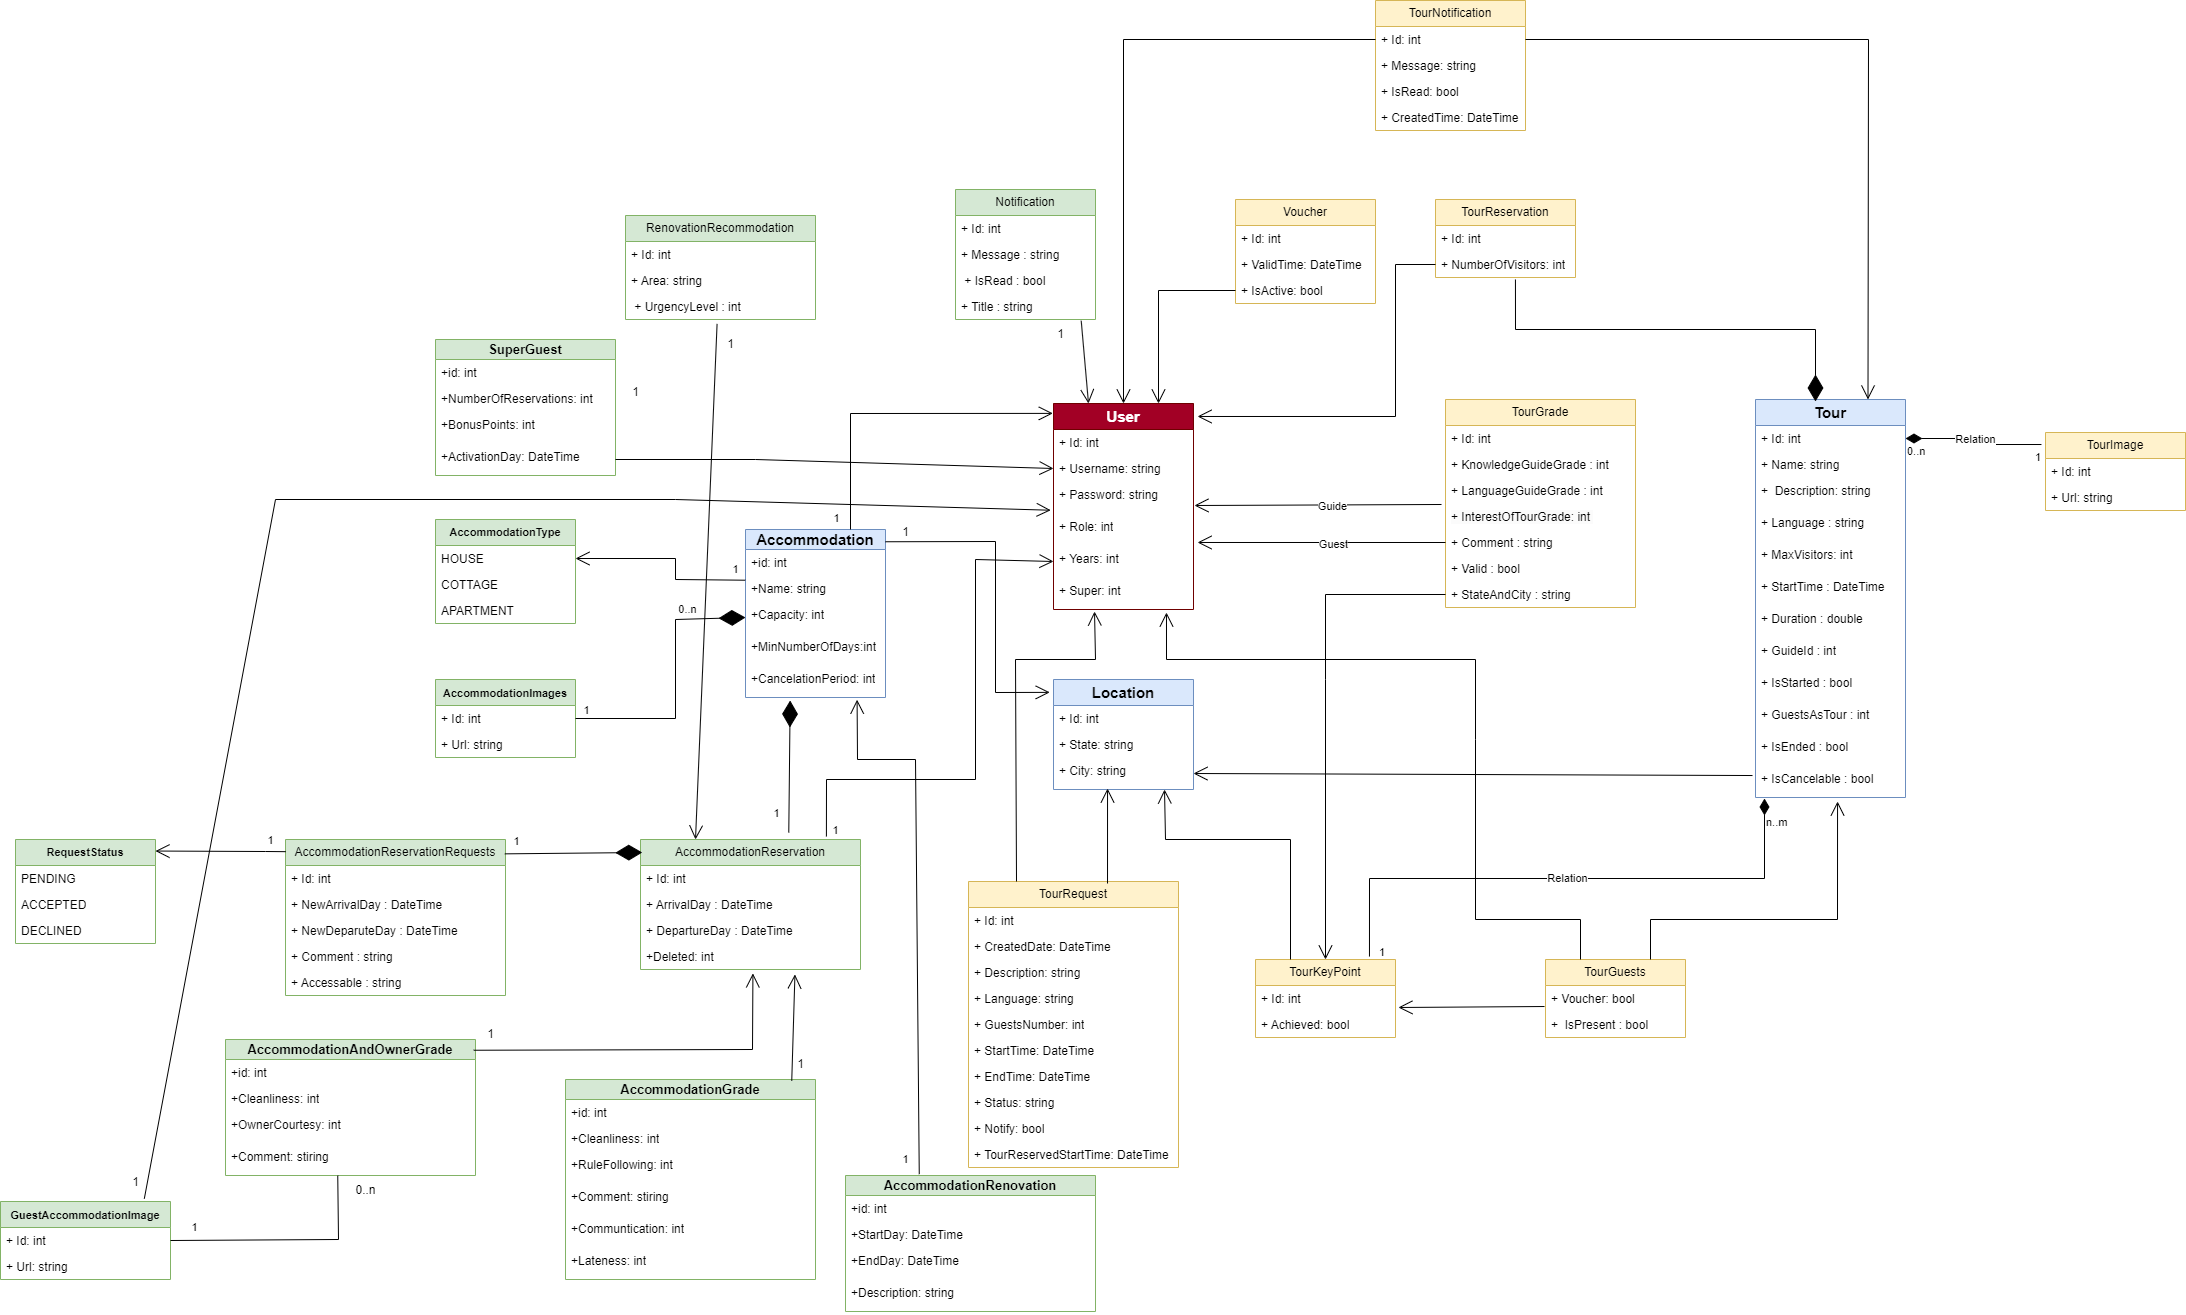 TourNotification
+ Id: int
+ Message: string
+ IsRead: bool
+ CreatedTime: DateTime
Notification
+ Id: int
+ Message : string
+ IsRead : bool
+ Title : string
1
Voucher
+ Id: int
+ ValidTime: DateTime
+ IsActive: bool
TourReservation
+ Id: int
+ NumberOfVisitors: int
RenovationRecommodation
+ Id: int
+ Area: string
+ UrgencyLevel : int
1
SuperGuest
+id: int
+NumberOfReservations: int
+BonusPoints: int
+ActivationDay: DateTime
1
User
+ Id: int
+ Username: string
+ Password: string
+ Role: int
+ Years: int
+ Super: int
TourGrade
+ Id: int
+ KnowledgeGuideGrade : int
+ LanguageGuideGrade : int
+ InterestOfTourGrade: int
+ Comment : string
+ Valid : bool
+ StateAndCity : string
Guide
Guest
Tour
+ Id: int
+ Name: string
+ Description: string
+ Language : string
+ MaxVisitors: int
+ StartTime : DateTime
+ Duration : double
+ GuideId : int
+ IsStarted : bool
+ GuestsAsTour : int
+ IsEnded : bool
+ IsCancelable : bool
Relation
0..n
1
TourImage
+ Id: int
+ Url: string
n..m
AccommodationType
HOUSE
COTTAGE
APARTMENT
1
1
1
0..n
Accommodation
+id: int
+Name: string
+Capacity: int
+MinNumberOfDays:int
+CancelationPeriod: int
AccommodationImages
+ Id: int
+ Url: string
1
Location
+ Id: int
+ State: string
+ City: string
1
1
RequestStatus
PENDING
ACCEPTED
DECLINED
1
AccommodationReservationRequests
+ Id: int
+ NewArrivalDay : DateTime
+ NewDeparuteDay : DateTime
+ Comment : string
+ Accessable : string
1
AccommodationReservation
+ Id: int
+ ArrivalDay : DateTime
+ DepartureDay : DateTime
+Deleted: int
TourRequest
+ Id: int
+ CreatedDate: DateTime
+ Description: string
+ Language: string
+ GuestsNumber: int
+ StartTime: DateTime
+ EndTime: DateTime
+ Status: string
+ Notify: bool
+ TourReservedStartTime: DateTime
Relation
1
TourKeyPoint
+ Id: int
+ Achieved: bool
TourGuests
+ Voucher: bool
+ IsPresent : bool
AccommodationAndOwnerGrade
+id: int
+Cleanliness: int
+OwnerCourtesy: int
+Comment: stiring
1
0..n
AccommodationGrade
+id: int
+Cleanliness: int
+RuleFollowing: int
+Comment: stiring
+Communtication: int
+Lateness: int
1
AccommodationRenovation
+id: int
+StartDay: DateTime
+EndDay: DateTime
+Description: string
1
GuestAccommodationImage
+ Id: int
+ Url: string
1
1